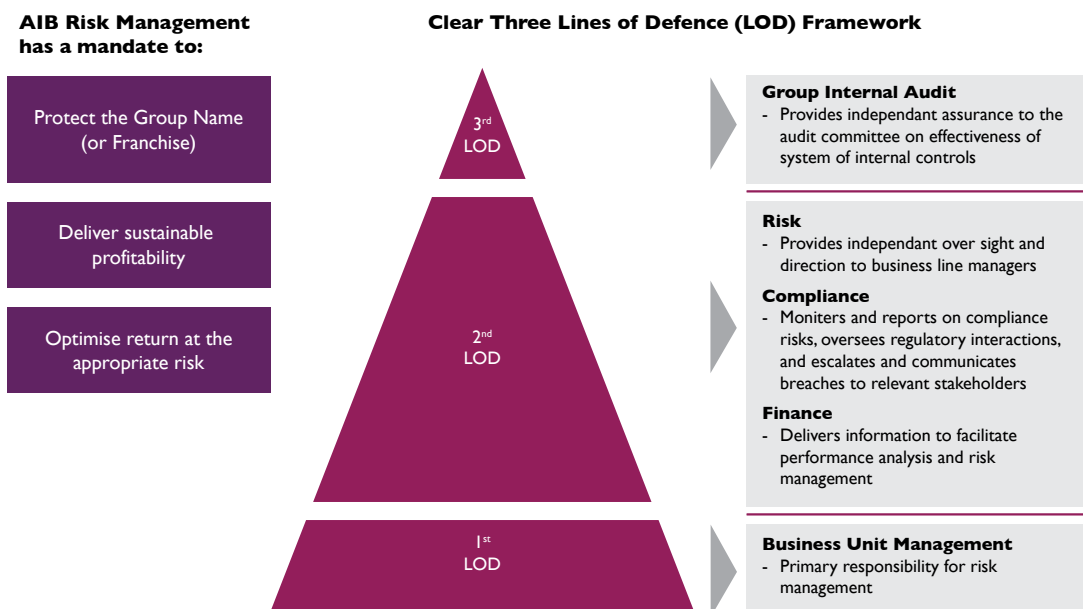 AIB Risk Management
has a mandate to:
Protect the Group Name
(or Franchise)
Deliver sustainable
profitability
Optimise return at the
appropriate risk
Clear Three Lines of Defence (LOD) Framework
3rd
LOD
2nd
LOD
1st
LOD
Group Internal Audit
- Provides independant assurance to the
audit committee on effectiveness of
system of internal controls
Risk
- Provides independant over sight and
direction to business line managers
Compliance
- Moniters and reports on compliance
risks, oversees regulatory interactions,
and escalates and communicates
breaches to relevant stakeholders
Finance
- Delivers information to facilitate
performance analysis and risk
management
Business Unit Management
- Primary responsibility for risk
management